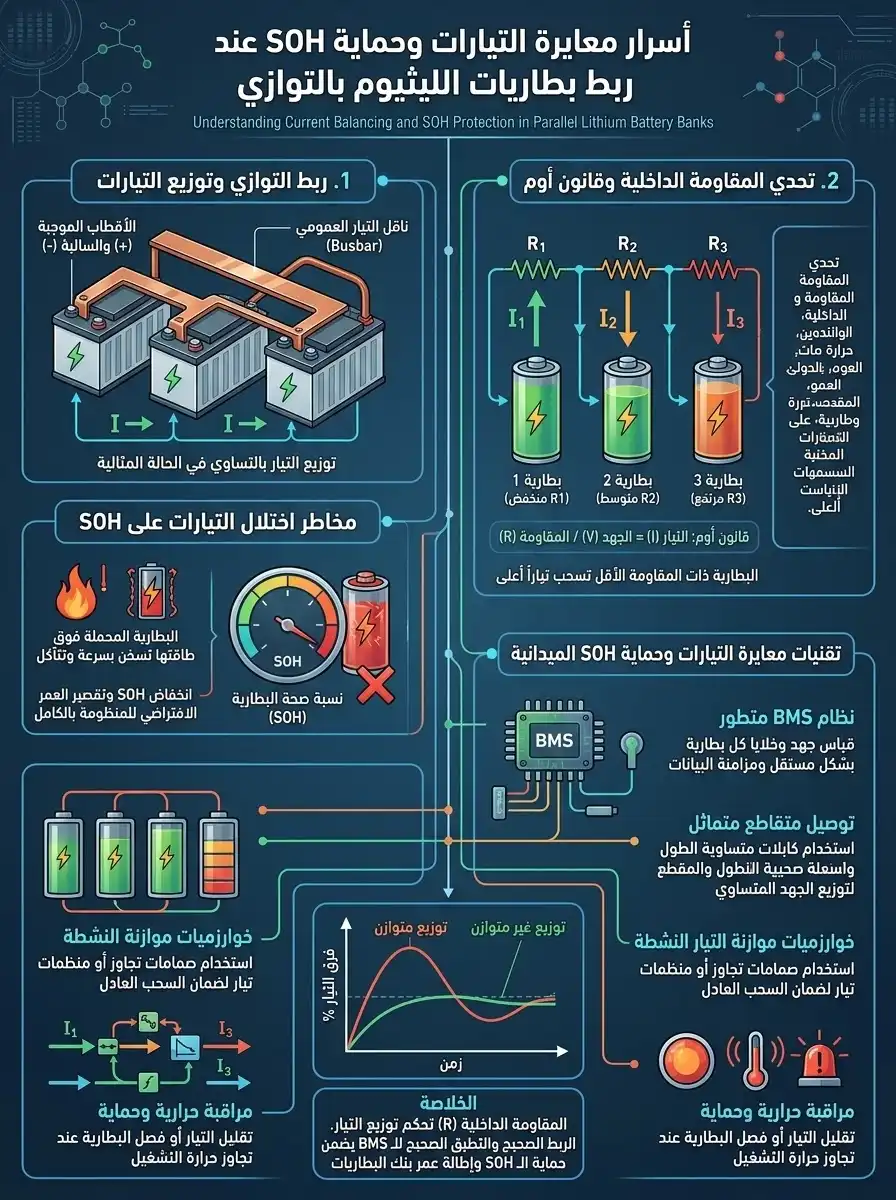 أسرار معايرة التيارات وحماية SOH عند
ربط بطاريات الليثيوم بالتوازي
Understanding Current Balancing and SOH Protection in Parallel Lithium Battery Banks
1. ربط التوازي وتوزيع التيارات
الأقطاب الموجبة
(+) والسالبة (-)
ناقل التيار العمومي
(Busbar)
I
I
توزيع التيار بالتساوي في الحالة المثالية
2. تحدي المقاومة الداخلية وقانون أوم
R1
R2
R3
I1
I2
I3
بطارية 1
(R1 منخفض)
بطارية 2
(R2 متوسط)
بطارية 3
(R3 مرتفع)
تحدي
المقاومة
المقاومة و
الداخلية،
حرارة
على
قانون أوم: التيار (I) = الجهد (V) / المقاومة (R)
البطارية ذات المقاومة الأقل تسحب تياراً أعلى
مخاطر اختلال التيارات على SOH
!
البطارية المحملة فوق
طاقتها تسخن بسرعة وتتآكل
انخفاض SOH وتقصير العمر
الافتراضي للمنظومة بالكامل
SOH
نسبة صحة البطارية
(SOH)
تقنيات معايرة التيارات وحماية SOH الميدانية
BMS
نظام BMS متطور
قياس جهد وخلايا كل بطارية
بشكل مستقل ومزامنة البيانات
توصيل متقاطع متماثل
استخدام كابلات متساوية الطول
والمقطع
لتوزيع الجهد المتساوي
خوارزميات موازنة التيار النشطة
استخدام صمامات تجاوز أو منظمات
تيار لضمان السحب العادل
!
مراقبة حرارية وحماية
تقليل التيار أو فصل البطارية عند
تجاوز حرارة التشغيل
خوارزميات موازنة النشطة
استخدام صمامات تجاوز أو منظمات
تيار لضمان السحب العادل
I1
I3
I3
مراقبة حرارية وحماية
تقليل التيار أو فصل البطارية عند
تجاوز حرارة التشغيل
توزيع متوازن
توزيع غير متوازن
فرق التيار %
زمن
الخلاصة
المقاومة الداخلية (R) تحكم توزيع التيار.
الربط الصحيح والتطبق الصحيح للـ BMS يضمن
حماية الـ SOH وإطالة عمر بنك البطاريات